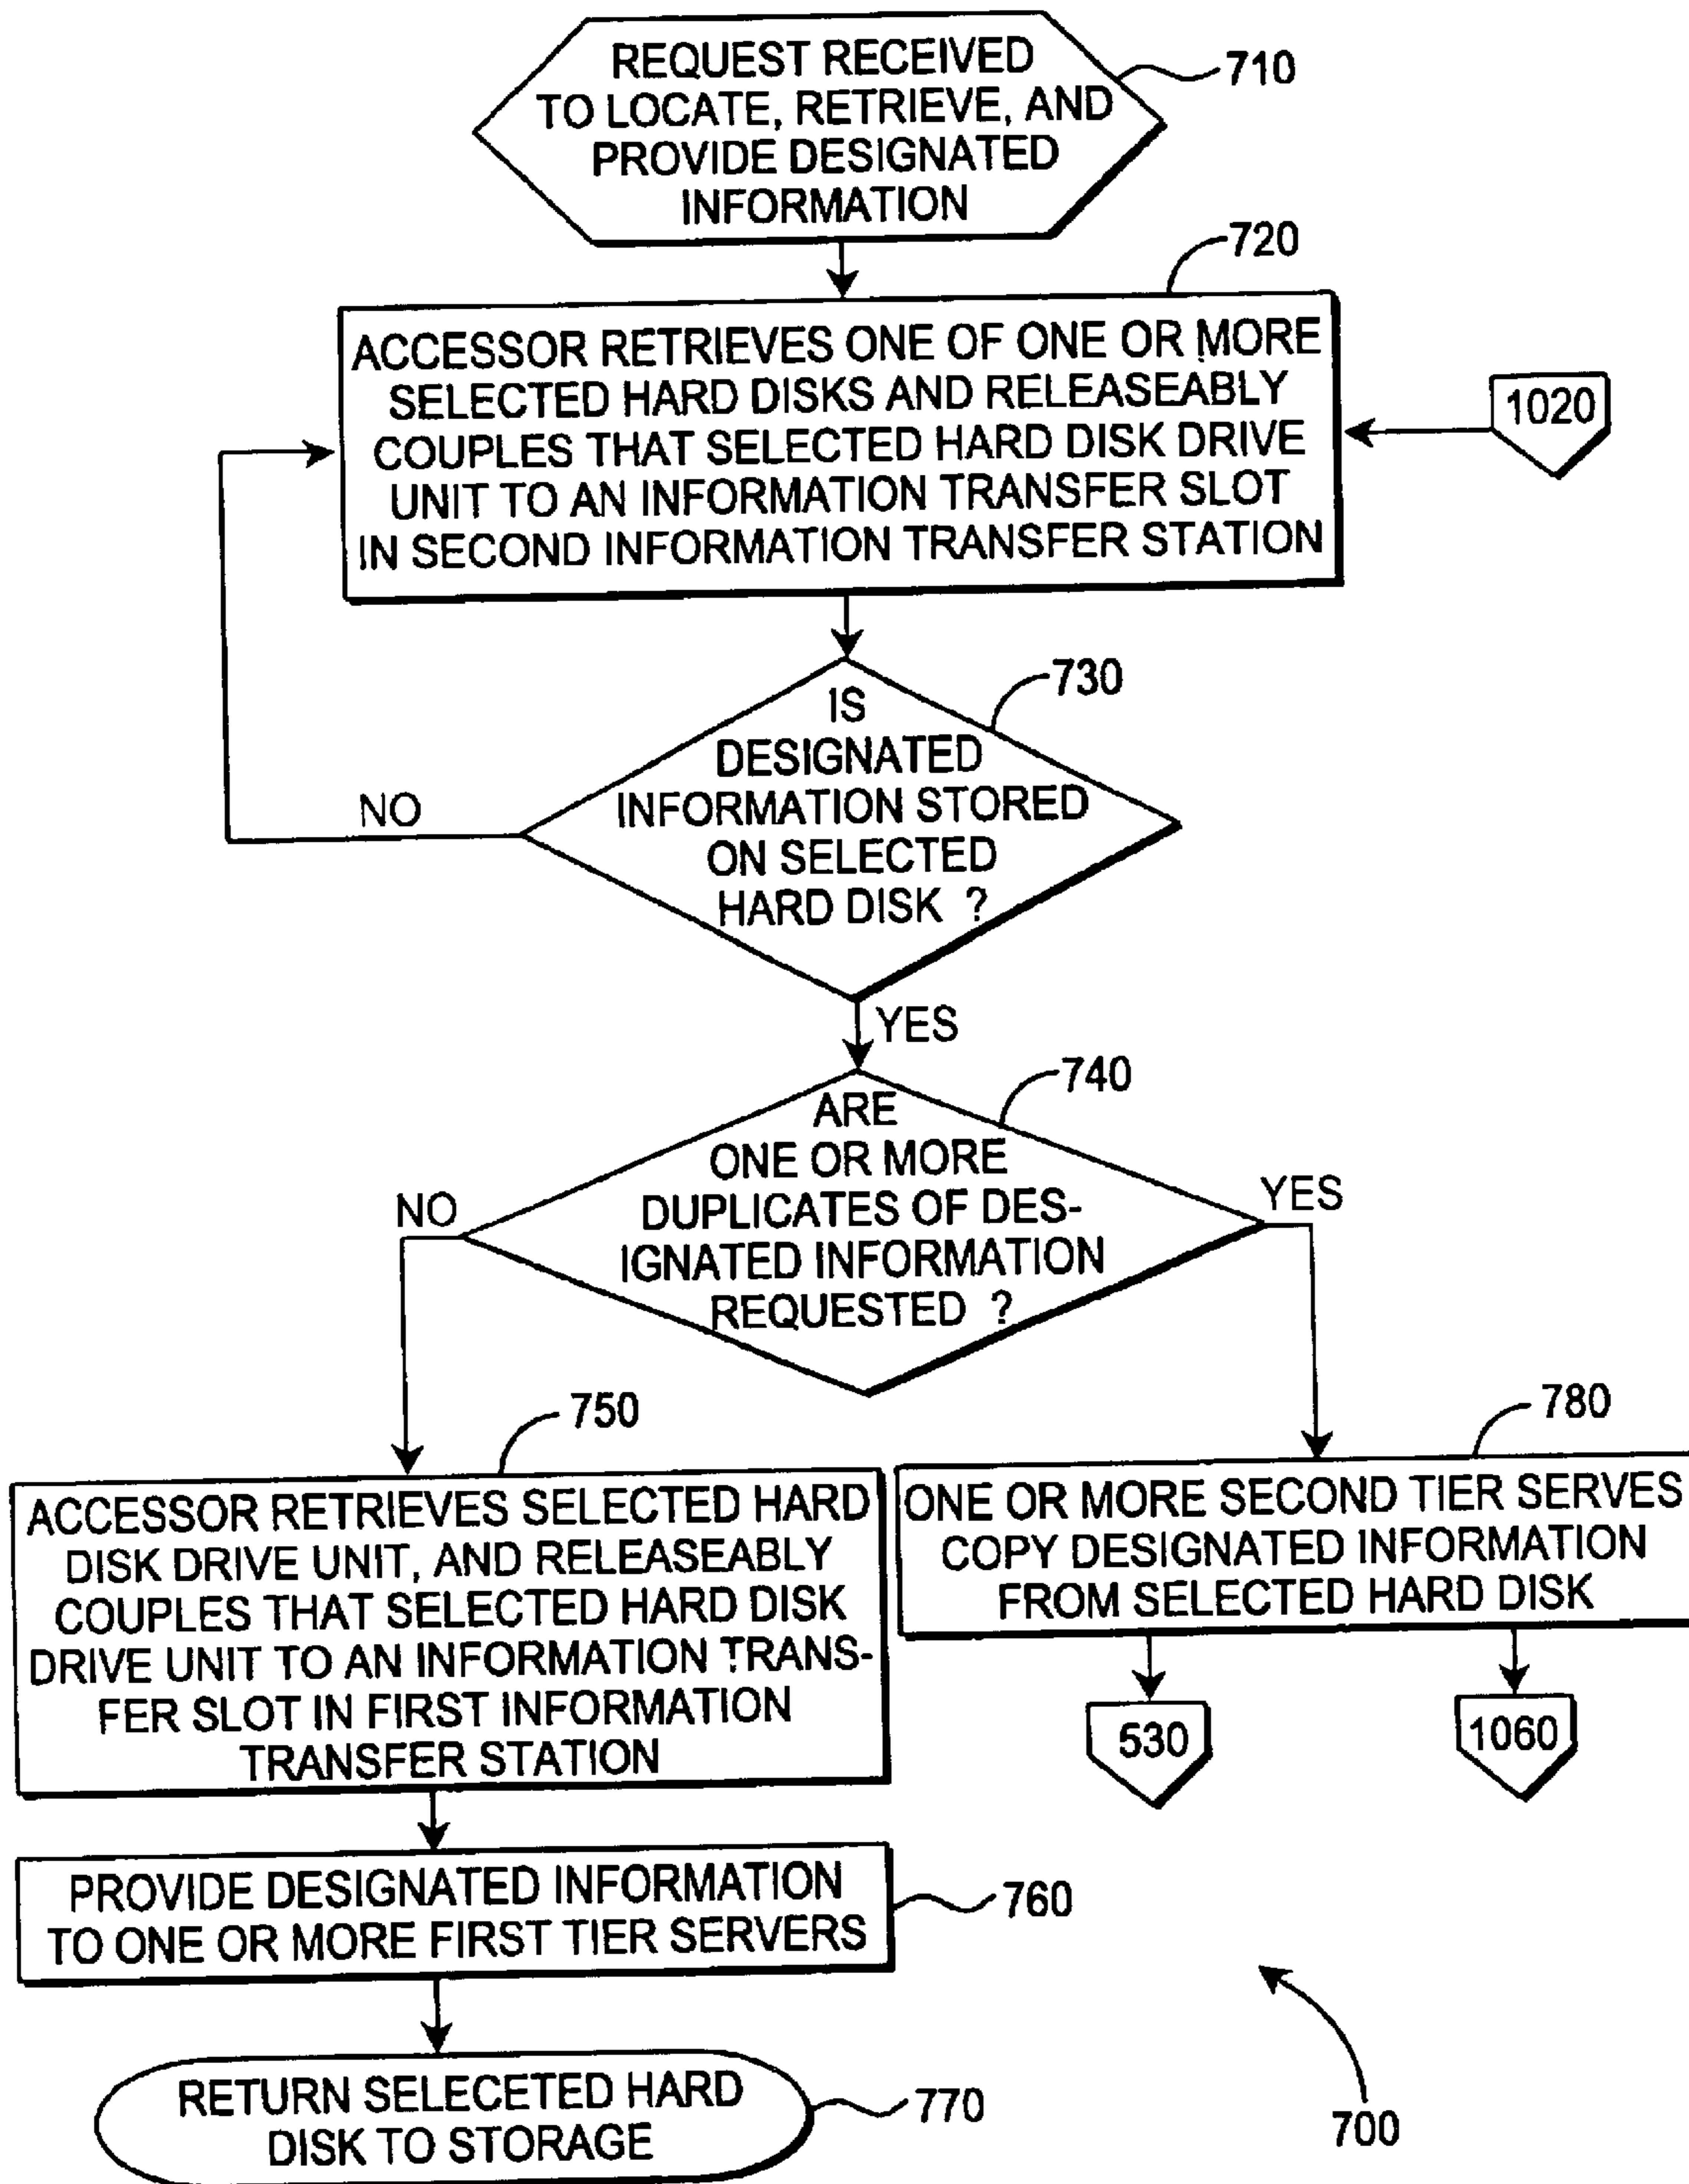 REQUEST RECEIVED
TO LOCATE, RETRIEVE, AND
PROVIDE DESIGNATED
INFORMATION
710
720
ACCESSOR RETRIEVES ONE OF ONE OR MORE
SELECTED HARD DISKS AND RELEASEABLY
COUPLES THAT SELECTED HARD DISK DRIVE
UNIT TO AN INFORMATION TRANSFER SLOT
IN SECOND INFORMATION TRANSFER STATION
1020
730
IS
DESIGNATED
INFORMATION STORED
ON SELECTED
HARD DISK ?
NO
YES
740
ARE
ONE OR MORE
DUPLICATES OF DES-
IGNATED INFORMATION
REQUESTED ?
NO
YES
750
ACCESSOR RETRIEVES SELECTED HARD
DISK DRIVE UNIT, AND RELEASEABLY
COUPLES THAT SELECTED HARD DISK
DRIVE UNIT TO AN INFORMATION TRANS-
FER SLOT IN FIRST INFORMATION
TRANSFER STATION
780
ONE OR MORE SECOND TIER SERVES
COPY DESIGNATED INFORMATION
FROM SELECTED HARD DISK
530
1060
PROVIDE DESIGNATED INFORMATION
TO ONE OR MORE FIRST TIER SERVERS
760
RETURN SELECETED HARD
DISK TO STORAGE
770
700